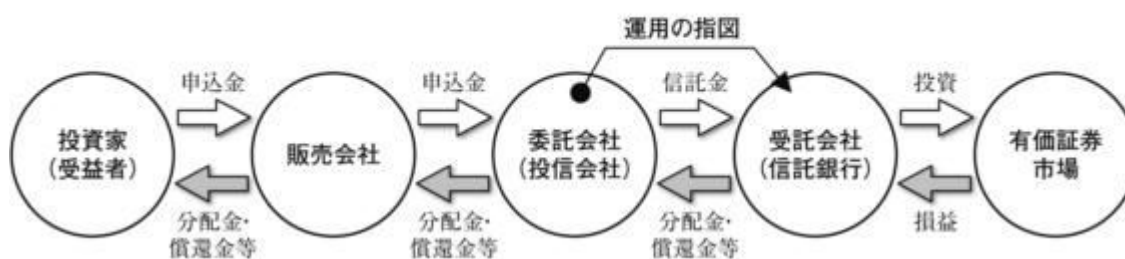 運用の指図
申込金
申込金
信託金
投資
投資家
(受益者)
販売会社
委託会社
(投信会社)
受託会社
(信託銀行)
有価証券
市場
分配金・
償還金等
分配金・
償還金等
分配金・
償還金等
損益